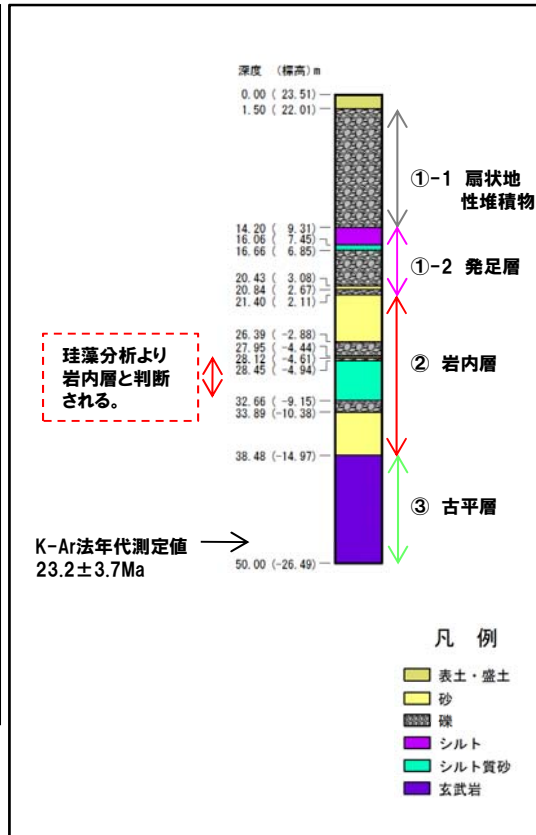 深度 (標高)m
0.00 ( 23.51)
1.50 ( 22.01)
①-1 扇状地
性堆積物
14.20 ( 9.31)
16.06 ( 7.45)
16.66 ( 6.85)
①-2 発足層
20.43 ( 3.08)
20.84 ( 2.67)
21.40 ( 2.11)
26.39 ( -2.88)
27.95 ( -4.44)
28.12 ( -4.61)
28.45 ( -4.94)
珪藻分析より
岩内層と判断
される。
② 岩内層
32.66 ( -9.15)
33.89 (-10.38)
38.48 (-14.97)
③ 古平層
K-Ar法年代測定値
23.2±3.7Ma
50.00 (-26.49)
凡 例
表土・盛土
砂
礫
シルト
シルト質砂
玄武岩